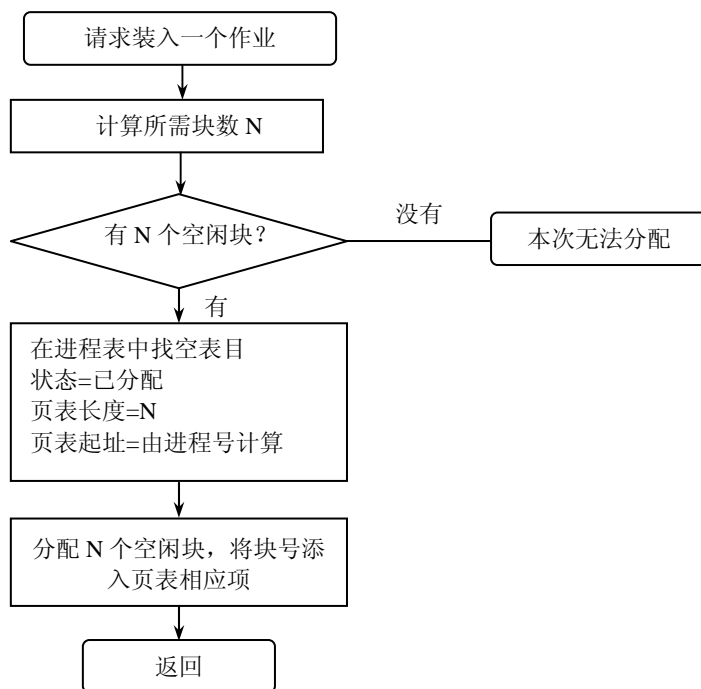 请求装入一个作业
计算所需块数 N
有 N 个空闲块？
没有
本次无法分配
有
在进程表中找空表目
状态=已分配
页表长度=N
页表起址=由进程号计算
分配 N 个空闲块，将块号添
入页表相应项
返回